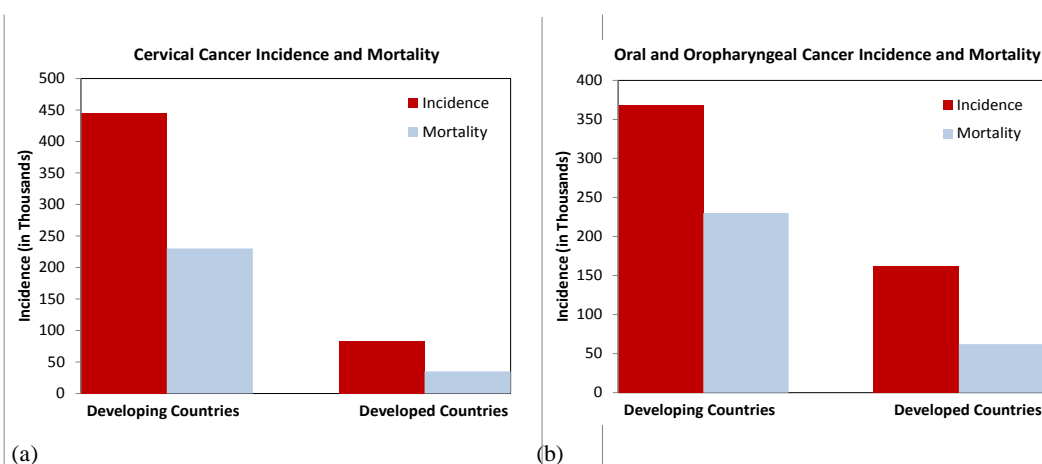 Cervical Cancer Incidence and Mortality
500
450
400
350
300
250
200
150
100
50
0
Incidence (in Thousands)
Incidence
Mortality
Developing Countries
Developed Countries
(a)
Oral and Oropharyngeal Cancer Incidence and Mortality
400
350
300
250
200
150
100
50
0
Incidence (in Thousands)
Incidence
Mortality
Developing Countries
Developed Countries
(b)